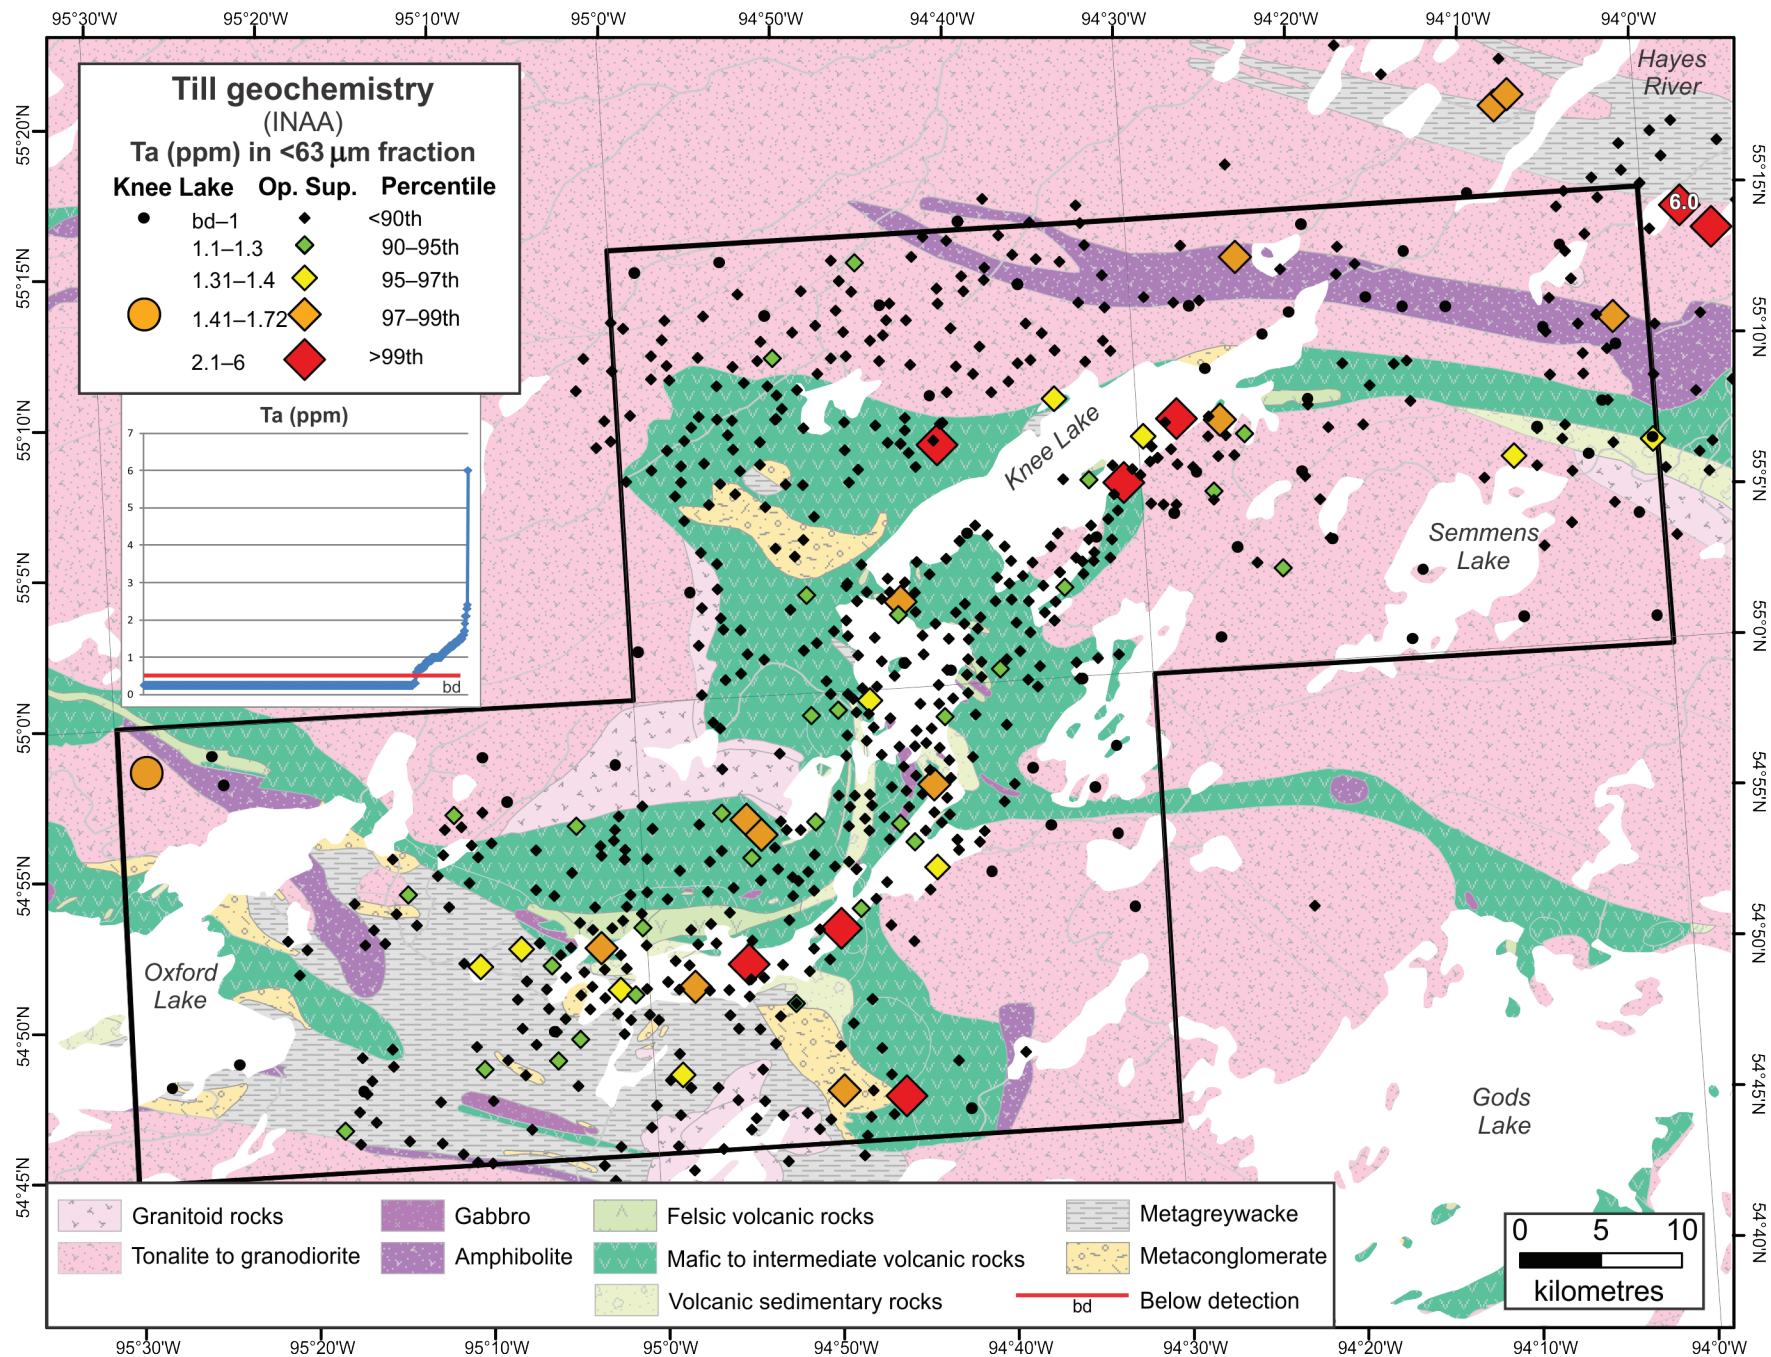 95°30'W 95°20'W 95°10'W 95°0'W 94°50'W 94°40'W 94°30'W 94°20'W 94°10'W 94°0'W
Till geochemistry
(INAA)
Ta (ppm) in <63 µm fraction
Knee Lake Op. Sup. Percentile
bd–1 <90th
1.1–1.3 90–95th
1.31–1.4 95–97th
1.41–1.72 97–99th
2.1–6 >99th
Ta (ppm)
7
6
5
4
3
2
1
0
bd
Hayes
River
6.0
Knee Lake
Semmens
Lake
Oxford
Lake
Gods
Lake
55°20'N
55°15'N
55°10'N
55°5'N
55°0'N
54°55'N
54°50'N
54°45'N
55°15'N
55°10'N
55°5'N
55°0'N
54°55'N
54°50'N
54°45'N
54°40'N
Granitoid rocks
Tonalite to granodiorite
Gabbro
Amphibolite
Felsic volcanic rocks
Mafic to intermediate volcanic rocks
Volcanic sedimentary rocks
Metagreywacke
Metaconglomerate
bd Below detection
0 5 10
kilometres
95°30'W 95°20'W 95°10'W 95°0'W 94°50'W 94°40'W 94°30'W 94°20'W 94°10'W 94°0'W